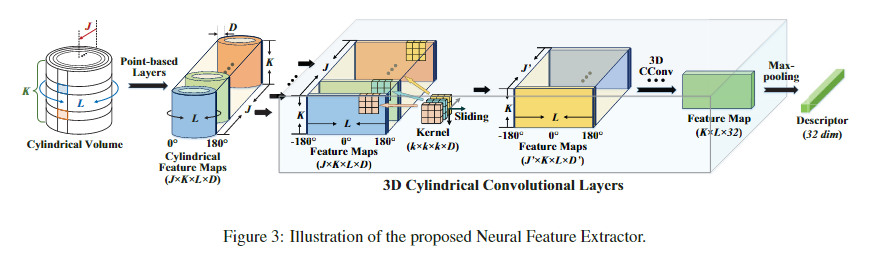 J
K
L
Cylindrical Volume
Point-based
Layers
D
K
L
J
0° 180°
Cylindrical
Feature Maps
(J×K×L×D)
J
K
L
-180° 0° 180°
Feature Maps
(J×K×L×D)
Sliding
Kernel
(k×k×k×D)
J'
K
L
-180° 0° 180°
Feature Maps
(J'×K×L×D')
3D
CConv
Feature Map
(K×L×32)
Max-
pooling
Descriptor
(32 dim)
3D Cylindrical Convolutional Layers
Figure 3: Illustration of the proposed Neural Feature Extractor.